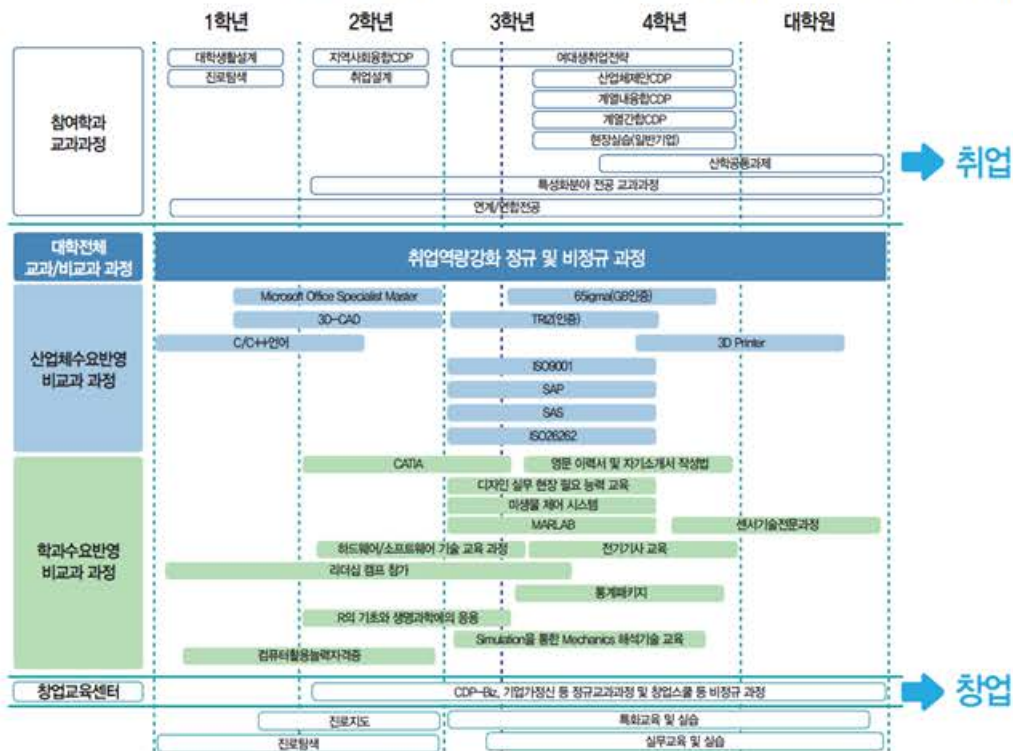 1학년 2학년 3학년 4학년 대학원
대학생활설계 지역사회융합CDP 여대생취업전략
진로탐색 취업설계 산업체제안CDP
계열내융합CDP
계열간합CDP
참여학과
교과과정
현장실습(일반기업)
산학공동과제
취업
특성화분야 전공 교과과정
연계/연합전공
대학전체
교과/비교과 과정
취업역량강화 정규 및 비정규 과정
Microsoft Office Specialist Master 6Sigma(GB인증)
3D-CAD TRIZ(인증)
C/C++언어 3D Printer
산업체수요반영
비교과 과정
ISO9001
SAP
SAS
ISO26262
CATIA 영문 이력서 및 자기소개서 작성법
디자인 실무 현장 필요 능력 교육
미생물 제어 시스템
MARLAB 센서기술전문과정
학과수요반영
비교과 과정
하드웨어/소프트웨어 기술 교육 과정 전기기사 교육
리더십 캠프 참가
통계패키지
R의 기초와 생명과학에의 응용
Simulation을 통한 Mechanics 해석기술 교육
컴퓨터활용능력자격증
창업교육센터 CDP-Biz, 기업가정신 등 정규교과과정 및 창업스쿨 등 비정규 과정 창업
진로지도 특화교육 및 실습
진로탐색 실무교육 및 실습